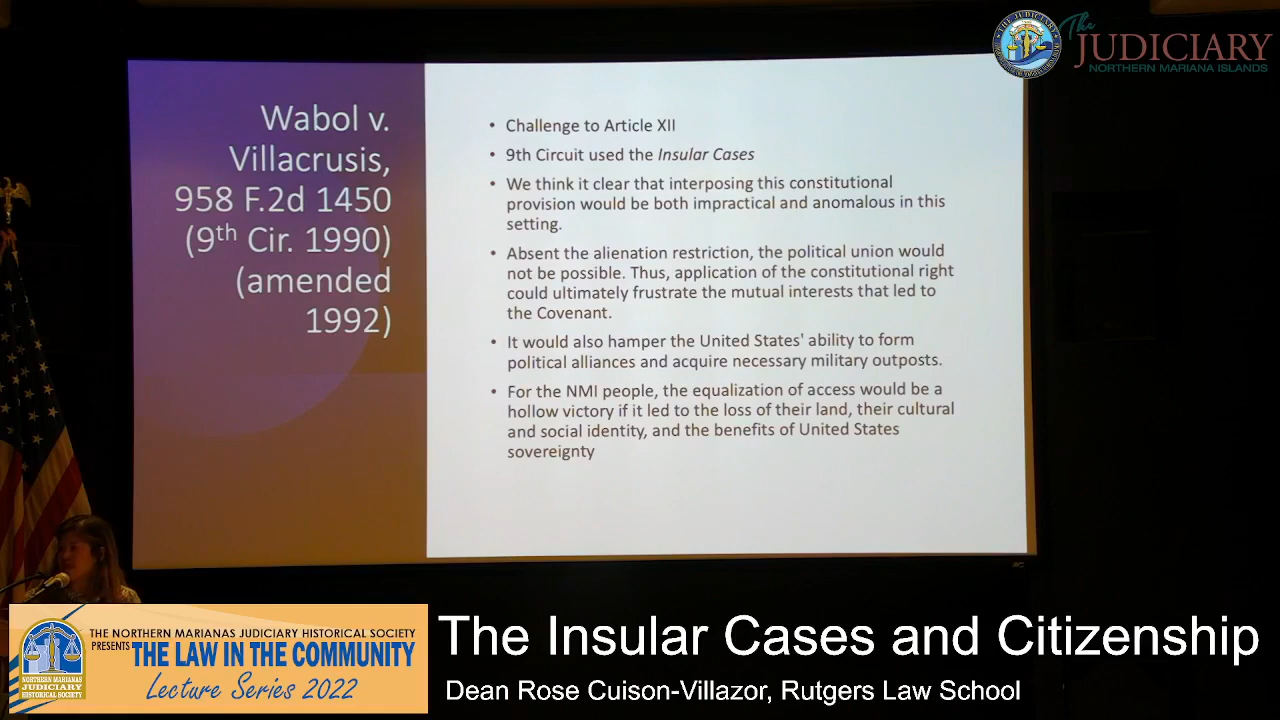 The
JUDICIARY
NORTHERN MARIANA ISLANDS
Wabol v.
Villacrusis,
958 F.2d 1450
(9th Cir. 1990)
(amended
1992)
• Challenge to Article XII
• 9th Circuit used the Insular Cases
• We think it clear that interposing this constitutional
provision would be both impractical and anomalous in this
setting.
• Absent the alienation restriction, the political union would
not be possible. Thus, application of the constitutional right
could ultimately frustrate the mutual interests that led to
the Covenant.
• It would also hamper the United States' ability to form
political alliances and acquire necessary military outposts.
• For the NMI people, the equalization of access would be a
hollow victory if it led to the loss of their land, their cultural
and social identity, and the benefits of United States
sovereignty
THE NORTHERN MARIANAS JUDICIARY HISTORICAL SOCIETY
PRESENTS THE LAW IN THE COMMUNITY
Lecture Series 2022
NORTHERN MARIANAS
JUDICIARY
HISTORICAL SOCIETY
The Insular Cases and Citizenship
Dean Rose Cuison-Villazor, Rutgers Law School